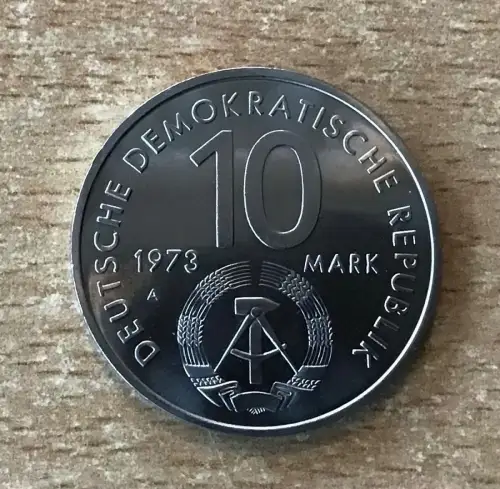 DEUTSCHE DEMOKRATISCHE REPUBLIK
10
1973 MARK
A